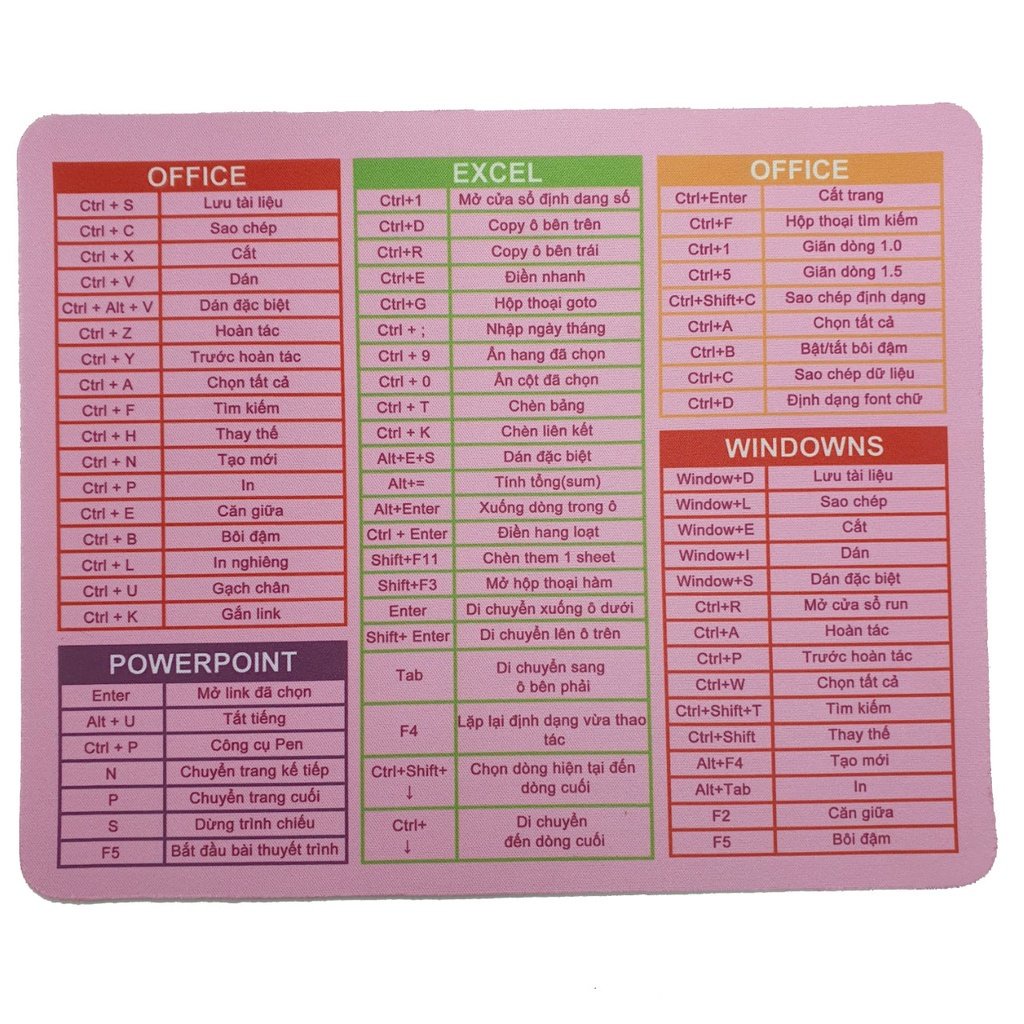 OFFICE
Ctrl + S Lưu tài liệu
Ctrl + C Sao chép
Ctrl + X Cắt
Ctrl + V Dán
Ctrl + Alt + V Dán đặc biệt
Ctrl + Z Hoàn tác
Ctrl + Y Trước hoàn tác
Ctrl + A Chọn tất cả
Ctrl + F Tìm kiếm
Ctrl + H Thay thế
Ctrl + N Tạo mới
Ctrl + P In
Ctrl + E Căn giữa
Ctrl + B Bôi đậm
Ctrl + L In nghiêng
Ctrl + U Gạch chân
Ctrl + K Gắn link
POWERPOINT
Enter Mở link đã chọn
Alt + U Tắt tiếng
Ctrl + P Công cụ Pen
N Chuyển trang kế tiếp
P Chuyển trang cuối
S Dừng trình chiếu
F5 Bắt đầu bài thuyết trình
EXCEL
Ctrl+1 Mở cửa sổ định dang số
Ctrl+D Copy ô bên trên
Ctrl+R Copy ô bên trái
Ctrl+E Điền nhanh
Ctrl+G Hộp thoại goto
Ctrl + ; Nhập ngày tháng
Ctrl + 9 Ẩn hang đã chọn
Ctrl + 0 Ẩn cột đã chọn
Ctrl + T Chèn bảng
Ctrl + K Chèn liên kết
Alt+E+S Dán đặc biệt
Alt+= Tính tổng(sum)
Alt+Enter Xuống dòng trong ô
Ctrl + Enter Điền hang loạt
Shift+F11 Chèn them 1 sheet
Shift+F3 Mở hộp thoại hàm
Enter Di chuyển xuống ô dưới
Shift+ Enter Di chuyển lên ô trên
Tab Di chuyển sang
ô bên phải
F4 Lặp lại định dạng vừa thao
tác
Ctrl+Shift+ Chọn dòng hiện tại đến
↓ dòng cuối
Ctrl+ Di chuyển
↓ đến dòng cuối
OFFICE
Ctrl+Enter Cắt trang
Ctrl+F Hộp thoại tìm kiếm
Ctrl+1 Giãn dòng 1.0
Ctrl+5 Giãn dòng 1.5
Ctrl+Shift+C Sao chép định dạng
Ctrl+A Chọn tất cả
Ctrl+B Bật/tắt bôi đậm
Ctrl+C Sao chép dữ liệu
Ctrl+D Định dạng font chữ
WINDOWNS
Window+D Lưu tài liệu
Window+L Sao chép
Window+E Cắt
Window+I Dán
Window+S Dán đặc biệt
Ctrl+R Mở cửa sổ run
Ctrl+A Hoàn tác
Ctrl+P Trước hoàn tác
Ctrl+W Chọn tất cả
Ctrl+Shift+T Tìm kiếm
Ctrl+Shift Thay thế
Alt+F4 Tạo mới
Alt+Tab In
F2 Căn giữa
F5 Bôi đậm